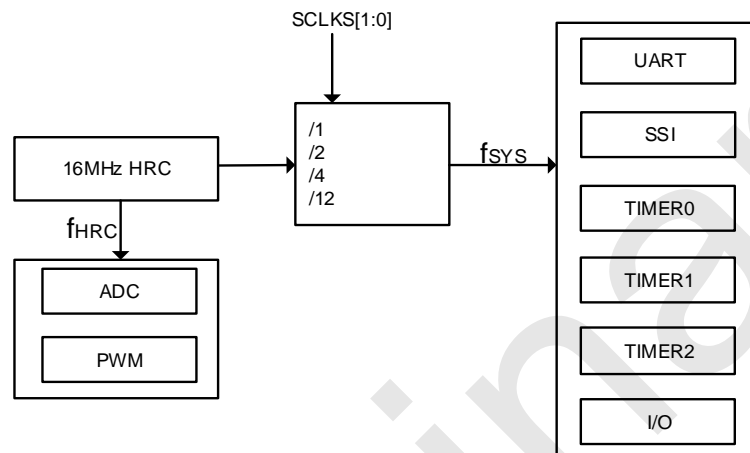 SCLKS[1:0]
16MHz HRC
/1
/2
/4
/12
fSYS
fHRC
ADC
PWM
UART
SSI
TIMER0
TIMER1
TIMER2
I/O